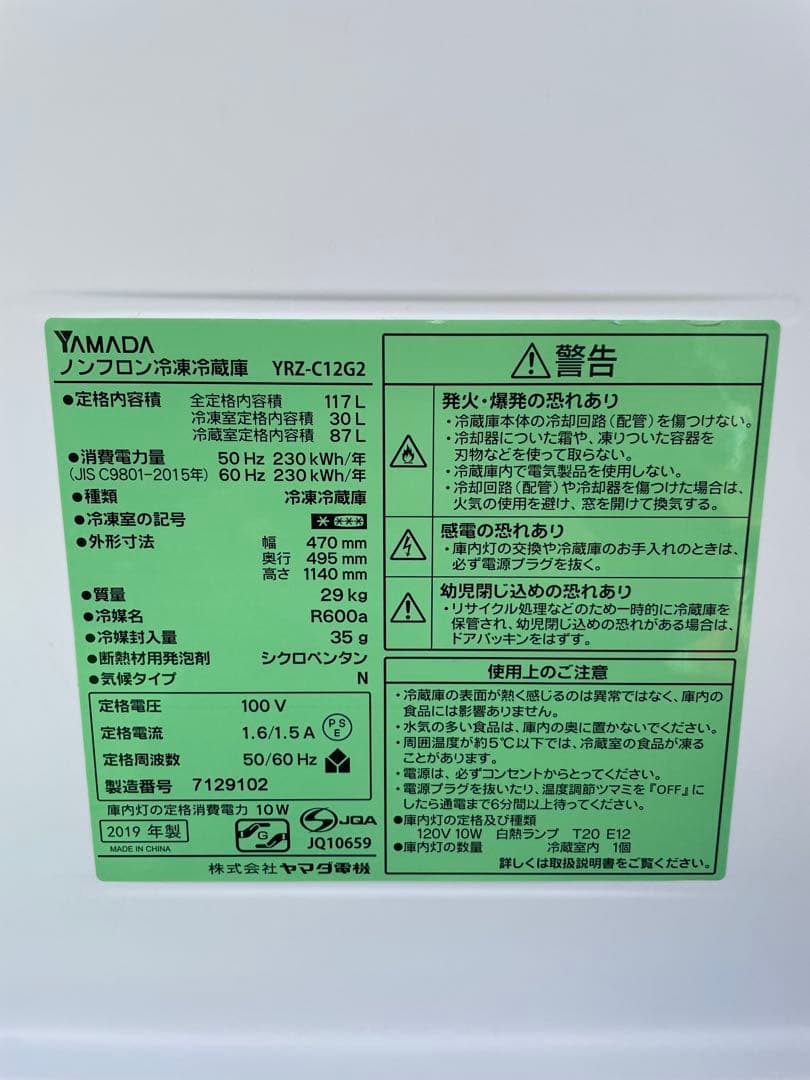 YAMADA
ノンフロン冷凍冷蔵庫 YRZ-C12G2
●定格内容積 全定格内容積 117 L
冷凍室定格内容積 30 L
冷蔵室定格内容積 87 L
●消費電力量 50 Hz 230 kWh/年
(JIS C9801-2015年) 60 Hz 230 kWh/年
●種類 冷凍冷蔵庫
●冷凍室の記号
●外形寸法 幅 470 mm
奥行 495 mm
高さ 1140 mm
●質量 29 kg
●冷媒名 R600a
●冷媒封入量 35 g
●断熱材用発泡剤 シクロペンタン
●気候タイプ N
定格電圧 100 V
定格電流 1.6/1.5 A
PS
E
定格周波数 50/60 Hz
製造番号 7129102
庫内灯の定格消費電力 10 W
2019 年製
MADE IN CHINA
G
JQA
JQ10659
株式会社ヤマダ電機
警告
発火・爆発の恐れあり
・冷蔵庫本体の冷却回路(配管)を傷つけない。
・冷却器についた霜や、凍りついた容器を
刃物などを使って取らない。
・冷蔵庫内で電気製品を使用しない。
・冷却回路(配管)や冷却器を傷つけた場合は、
火気の使用を避け、窓を開けて換気する。
感電の恐れあり
・庫内灯の交換や冷蔵庫のお手入れのときは、
必ず電源プラグを抜く。
幼児閉じ込めの恐れあり
・リサイクル処理などのため一時的に冷蔵庫を
保管され、幼児閉じ込めの恐れがある場合は、
ドアパッキンをはずす。
使用上のご注意
・冷蔵庫の表面が熱く感じるのは異常ではなく、庫内の
食品には影響ありません。
・水気の多い食品は、庫内の奥に置かないでください。
・周囲温度が約5℃以下では、冷蔵室の食品が凍る
ことがあります。
・電源は、必ずコンセントからとってください。
・電源プラグを抜いたり、温度調節ツマミを『OFF』に
したら通電まで6分間以上待ってください。
●庫内灯の定格及び種類
120V 10W 白熱ランプ T20 E12
●庫内灯の数量 冷蔵室内 1個
詳しくは取扱説明書をご覧ください。